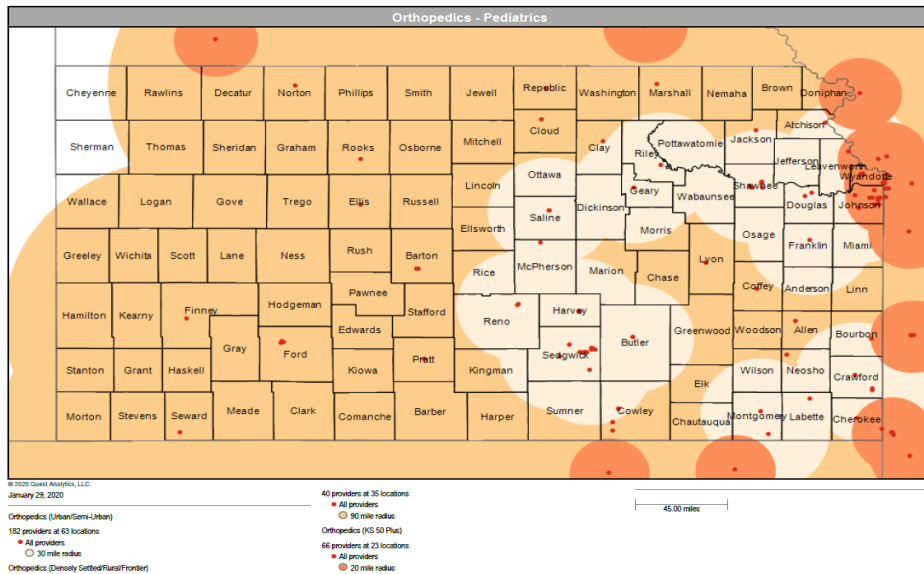 Orthopedics - Pediatrics
Cheyenne Rawlins Decatur Norton Phillips Smith Jewell Republic Washington Marshall Nemaha Brown Doniphan
Atchison
Cloud Clay Riley Pottawatomie Jackson
Sherman Thomas Sheridan Graham Rooks Osborne Mitchell Jefferson Leavenworth
Ottawa Wyandotte
Lincoln Geary Wabaunsee Shawnee
Wallace Logan Gove Trego Ellis Russell Saline Dickinson Douglas Johnson
Ellsworth Morris Osage
Greeley Wichita Scott Lane Ness Rush Barton McPherson Marion Chase Lyon Franklin Miami
Rice
Pawnee Coffey Anderson Linn
Hamilton Kearny Finney Hodgeman Stafford Reno Harvey
Edwards Greenwood Woodson Allen Bourbon
Gray Ford Sedgwick Butler
Stanton Grant Haskell Kiowa Pratt Kingman Wilson Neosho Crawford
Elk
Morton Stevens Seward Meade Clark Comanche Barber Harper Sumner Cowley Chautauqua Montgomery Labette Cherokee
© 2020 Quest Analytics, LLC.
January 29, 2020
Orthopedics (Urban/Semi-Urban)
182 providers at 63 locations
All providers
30 mile radius
Orthopedics (Densely Settled/Rural/Frontier)
40 providers at 35 locations
All providers
90 mile radius
Orthopedics (KS 50 Plus)
66 providers at 23 locations
All providers
20 mile radius
45.00 miles